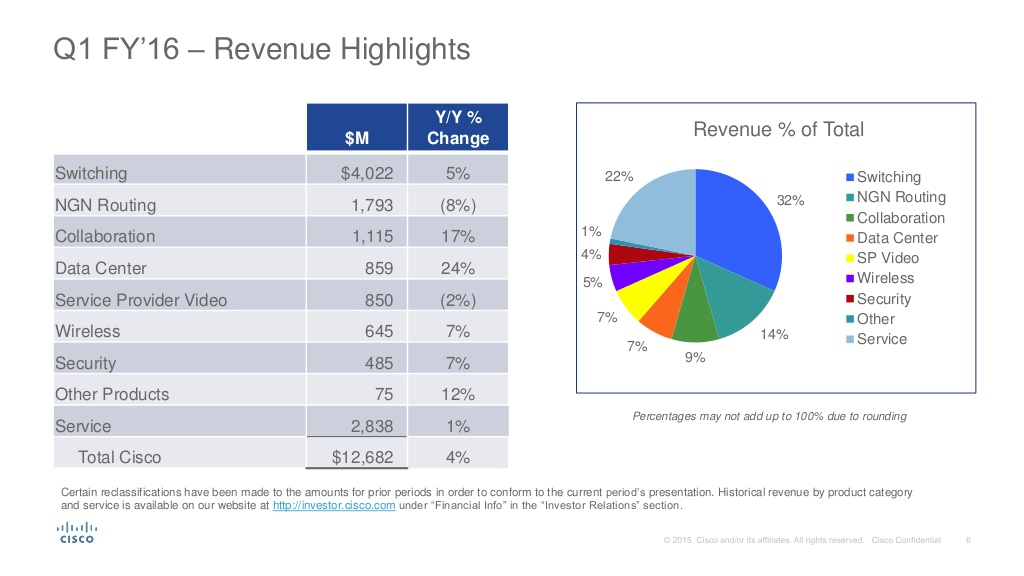 Q1 FY’16 – Revenue Highlights
$M
Y/Y %
Change
Switching $4,022 5%
NGN Routing 1,793 (8%)
Collaboration 1,115 17%
Data Center 859 24%
Service Provider Video 850 (2%)
Wireless 645 7%
Security 485 7%
Other Products 75 12%
Service 2,838 1%
Total Cisco $12,682 4%
Revenue % of Total
32%
14%
9%
7%
7%
5%
4%
1%
22%
Switching
NGN Routing
Collaboration
Data Center
SP Video
Wireless
Security
Other
Service
Percentages may not add up to 100% due to rounding
Certain reclassifications have been made to the amounts for prior periods in order to conform to the current period’s presentation. Historical revenue by product category
and service is available on our website at http://investor.cisco.com under “Financial Info” in the “Investor Relations” section.
CISCO
© 2015 Cisco and/or its affiliates. All rights reserved. Cisco Confidential 6